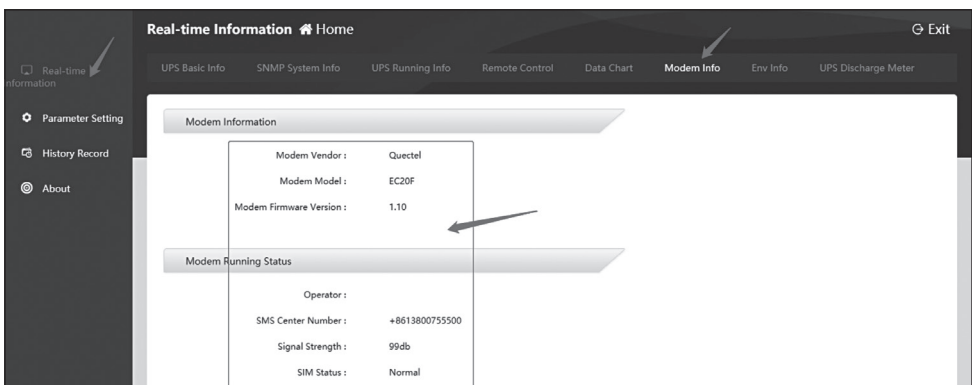 Real-time Information Home
Exit
Real-time
nformation
Parameter Setting
History Record
About
UPS Basic Info SNMP System Info UPS Running Info Remote Control Data Chart Modem Info Env Info UPS Discharge Meter
Modem Information
Modem Vendor : Quectel
Modem Model : EC20F
Modem Firmware Version : 1.10
Modem Running Status
Operator :
SMS Center Number : +8613800755500
Signal Strength : 99db
SIM Status : Normal